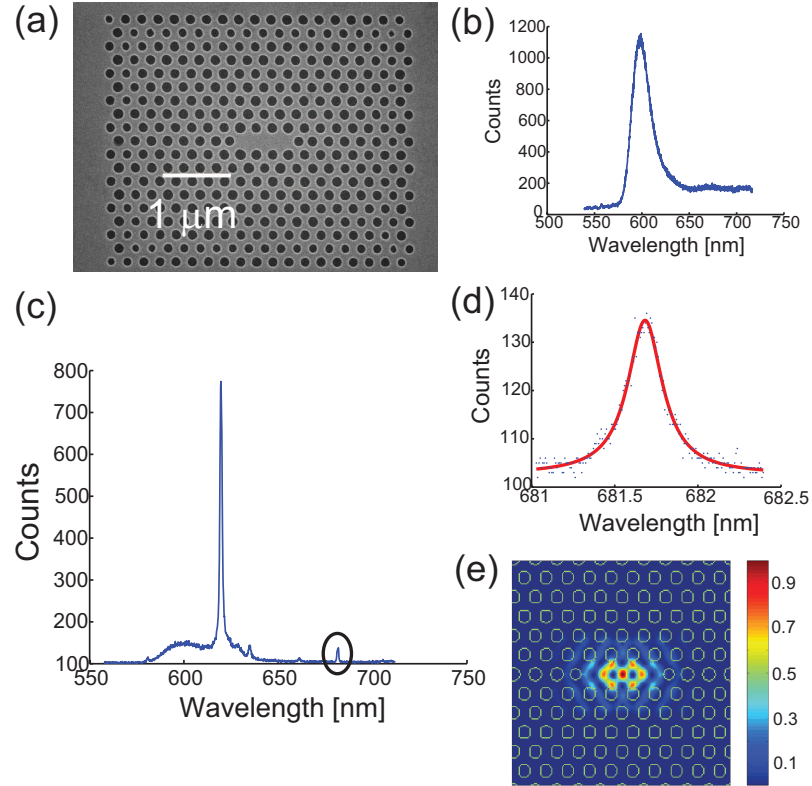 (a)
1 μm
(b)
1200
1000
800
600
400
200
0
500 550 600 650 700 750
Counts
Wavelength [nm]
(c)
800
700
600
500
400
300
200
100
550 600 650 700 750
Counts
Wavelength [nm]
(d)
140
130
120
110
100
681 681.5 682 682.5
Counts
Wavelength [nm]
(e)
0.9
0.7
0.5
0.3
0.1